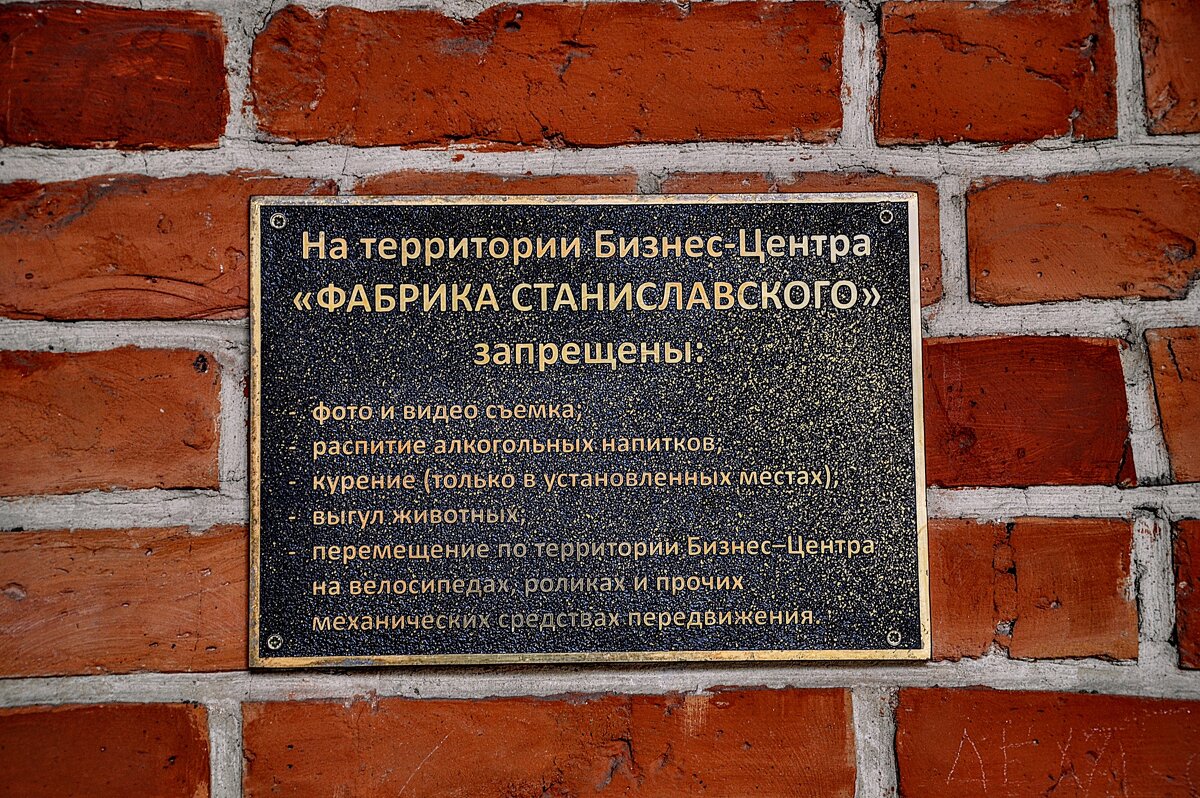 На территории Бизнес-Центра
«ФАБРИКА СТАНИСЛАВСКОГО»
запрещены:
- фото и видео съемка;
- распитие алкогольных напитков;
- курение (только в установленных местах);
- выгул животных;
- перемещение по территории Бизнес–Центра
на велосипедах, роликах и прочих
механических средствах передвижения.